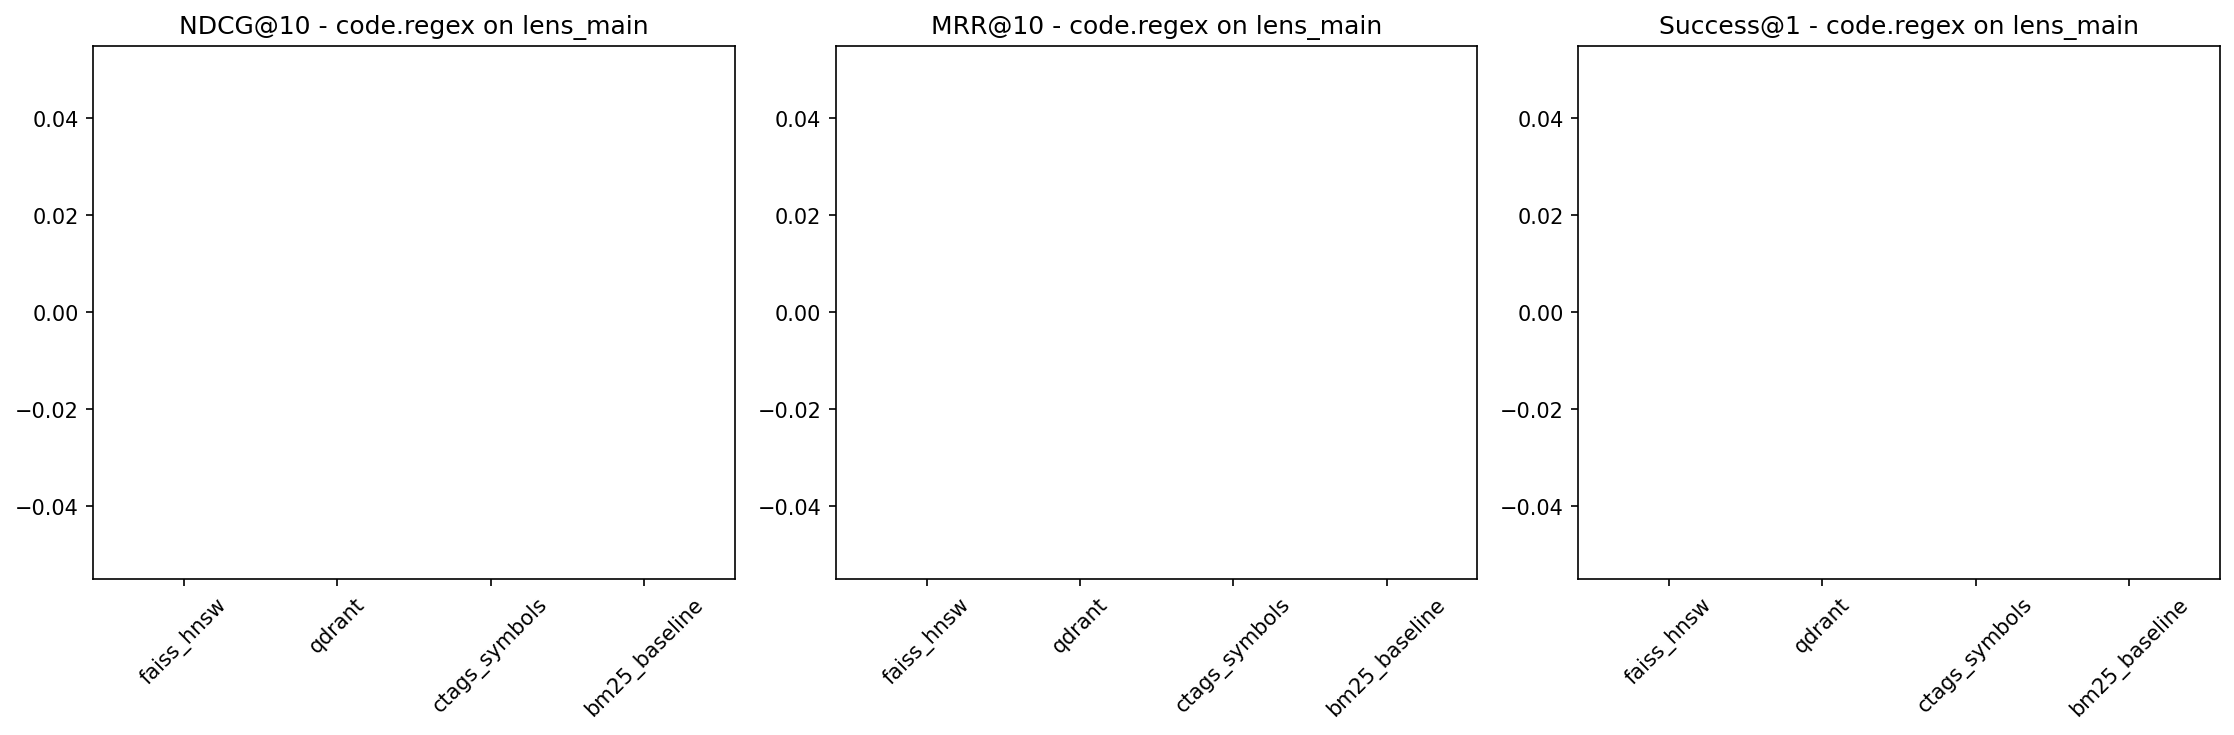 NDCG@10 - code.regex on lens_main
0.04
0.02
0.00
−0.02
−0.04
faiss_hnsw
qdrant
ctags_symbols
bm25_baseline
MRR@10 - code.regex on lens_main
0.04
0.02
0.00
−0.02
−0.04
faiss_hnsw
qdrant
ctags_symbols
bm25_baseline
Success@1 - code.regex on lens_main
0.04
0.02
0.00
−0.02
−0.04
faiss_hnsw
qdrant
ctags_symbols
bm25_baseline